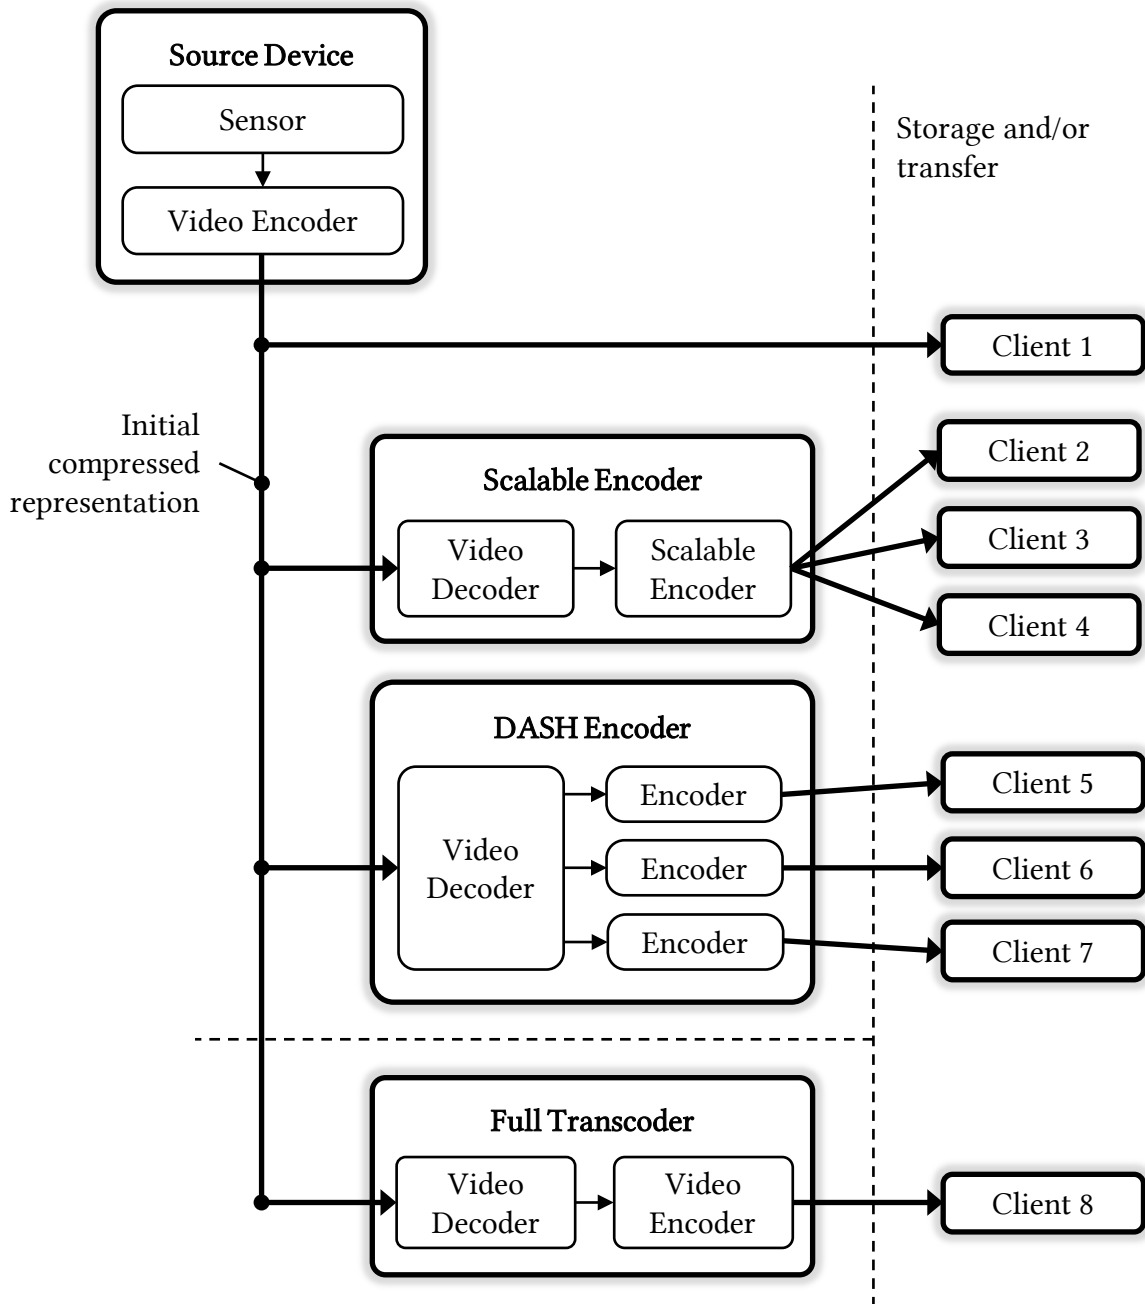 Source Device
Sensor
Video Encoder
Storage and/or
transfer
Client 1
Initial
compressed
representation
Scalable Encoder
Video
Decoder
Scalable
Encoder
Client 2
Client 3
Client 4
DASH Encoder
Video
Decoder
Encoder
Encoder
Encoder
Client 5
Client 6
Client 7
Full Transcoder
Video
Decoder
Video
Encoder
Client 8